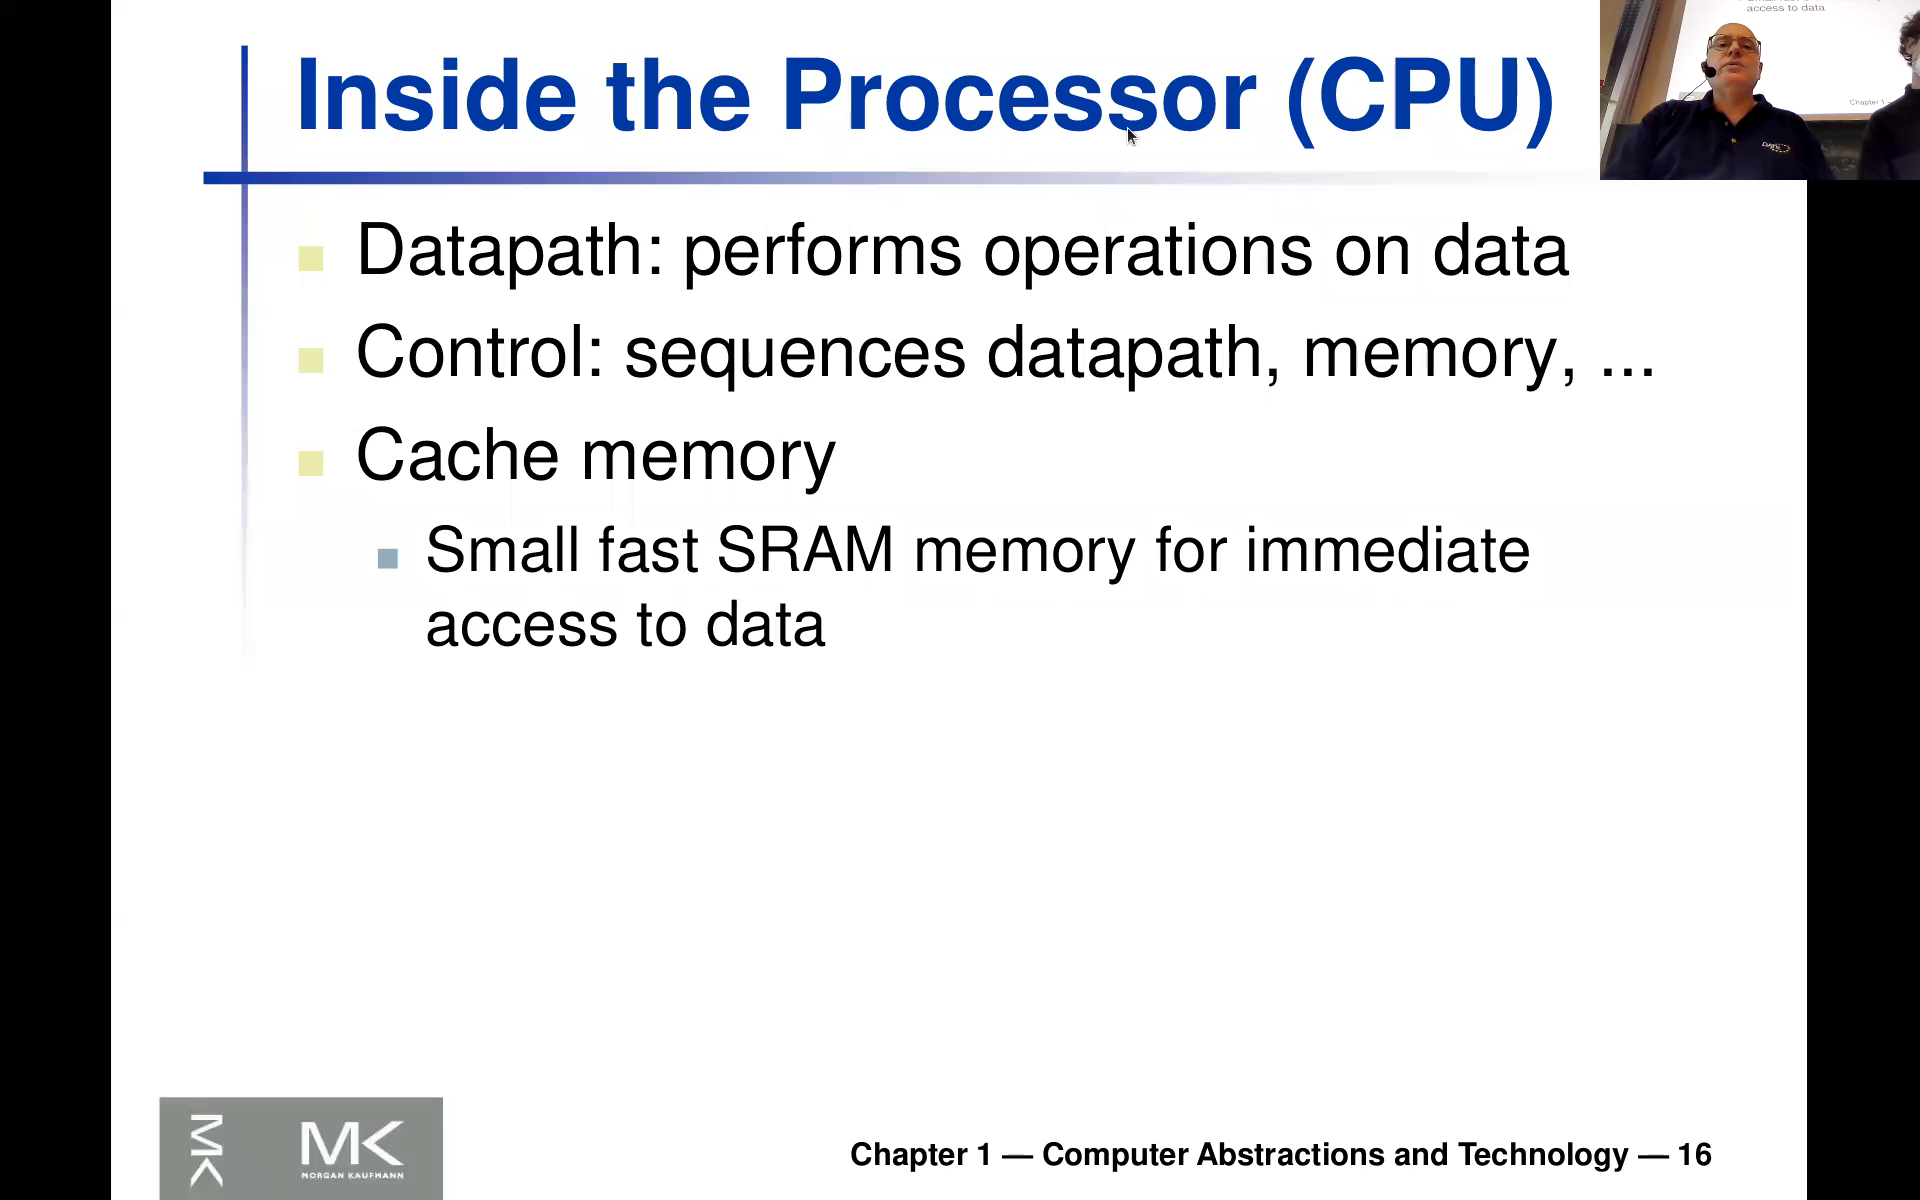 Inside the Processor (CPU)
access to data
Chapter 1
Datapath: performs operations on data
Control: sequences datapath, memory, ...
Cache memory
Small fast SRAM memory for immediate
access to data
MK
MK
MORGAN KAUFMANN
Chapter 1 — Computer Abstractions and Technology — 16